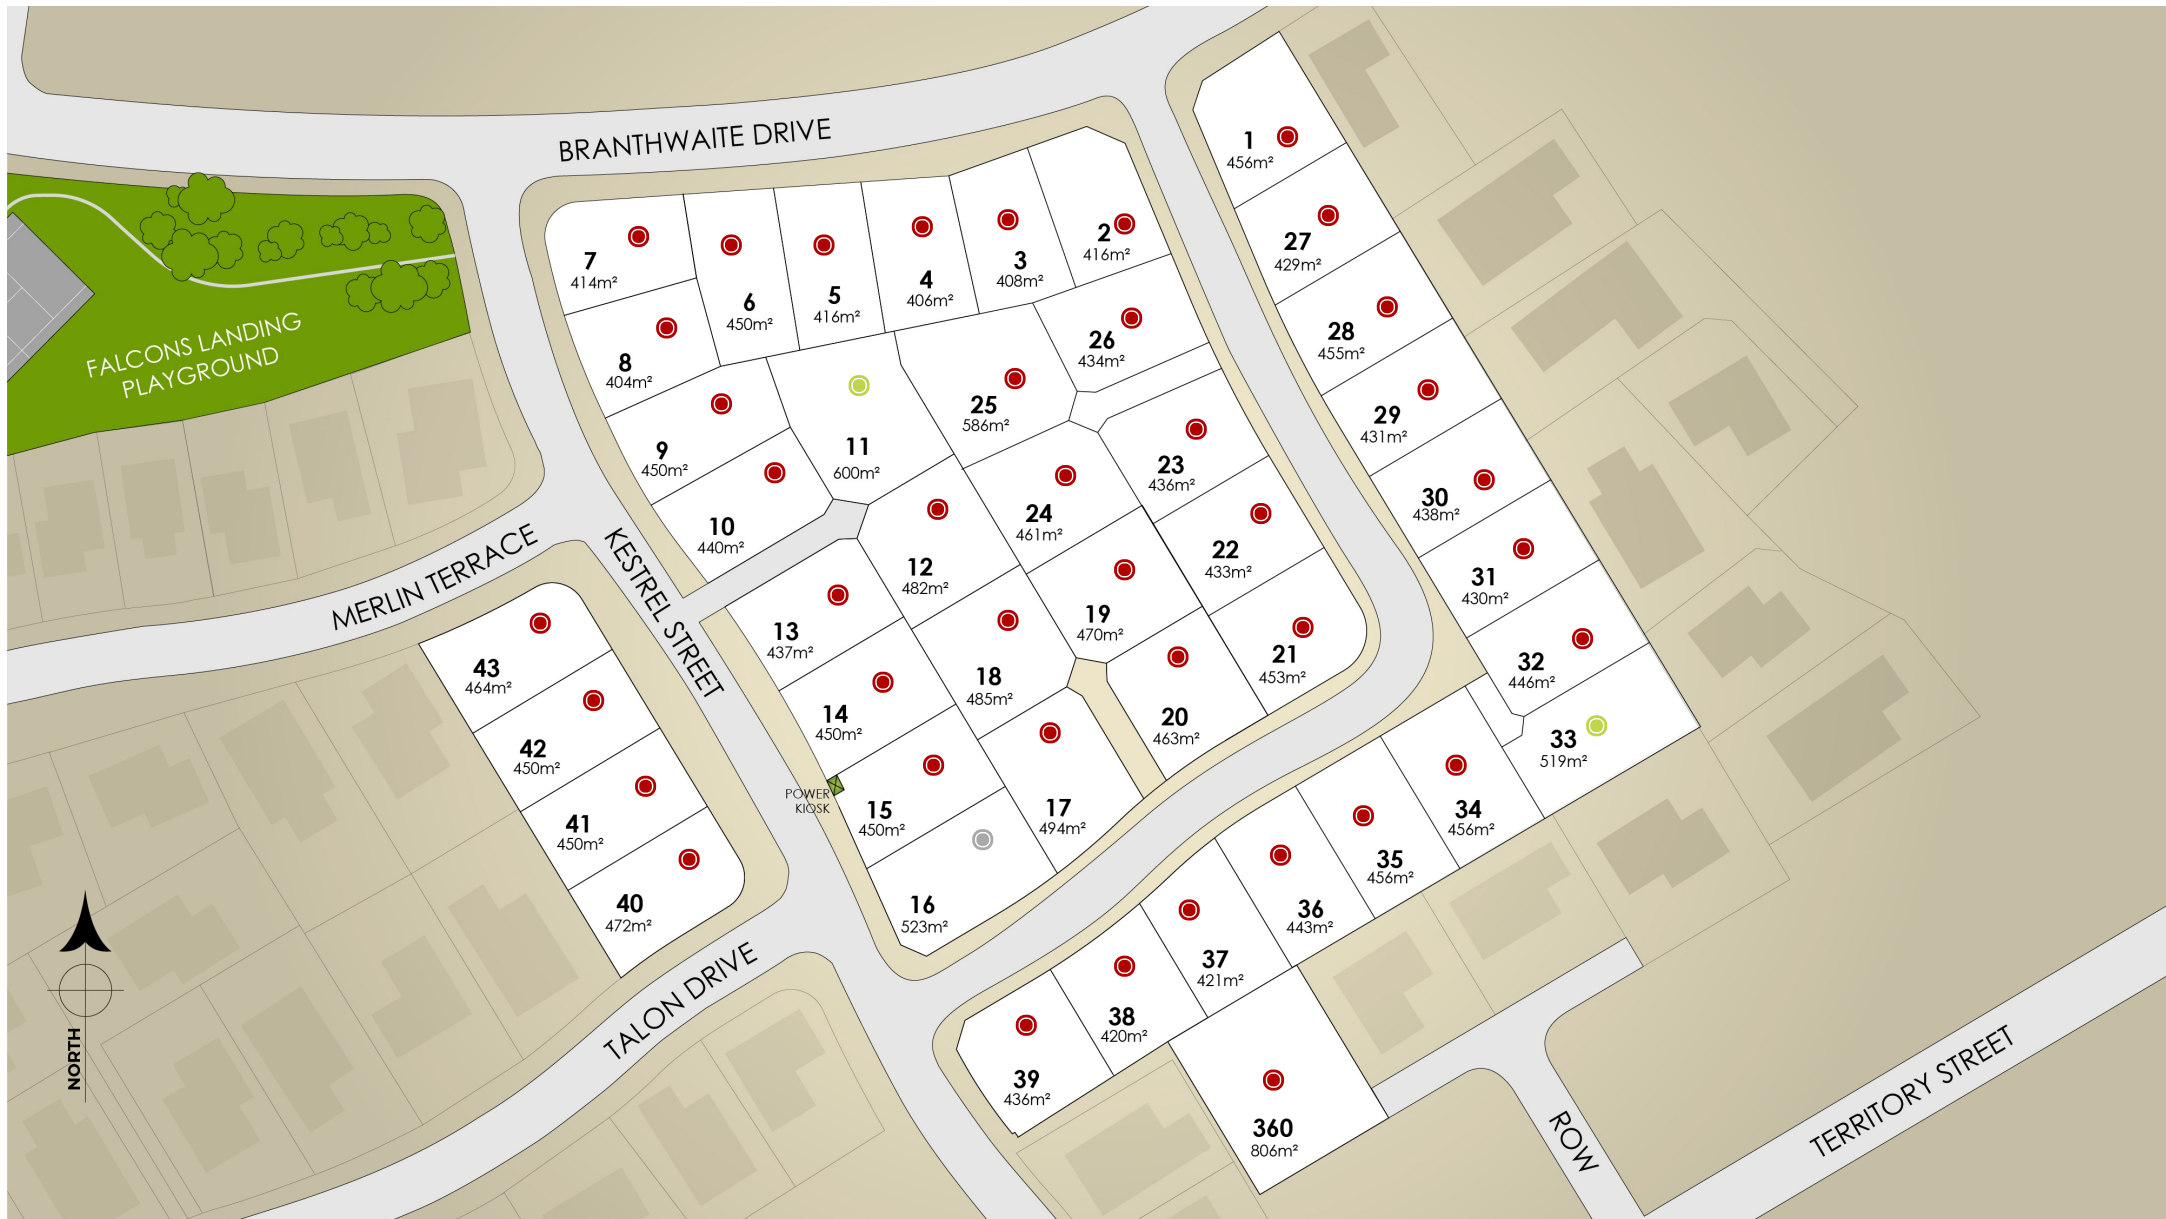 BRANTHWAITE DRIVE
FALCONS LANDING
PLAYGROUND
MERLIN TERRACE
KESTREL STREET
TALON DRIVE
TERRITORY STREET
ROW
POWER
KIOSK
NORTH
1
456m²
2
416m²
3
408m²
4
406m²
5
416m²
6
450m²
7
414m²
8
404m²
9
450m²
10
440m²
11
600m²
12
482m²
13
437m²
14
450m²
15
450m²
16
523m²
17
494m²
18
485m²
19
470m²
20
463m²
21
453m²
22
433m²
23
436m²
24
461m²
25
586m²
26
434m²
27
429m²
28
455m²
29
431m²
30
438m²
31
430m²
32
446m²
33
519m²
34
456m²
35
456m²
36
443m²
37
421m²
38
420m²
39
436m²
40
472m²
41
450m²
42
450m²
43
464m²
360
806m²